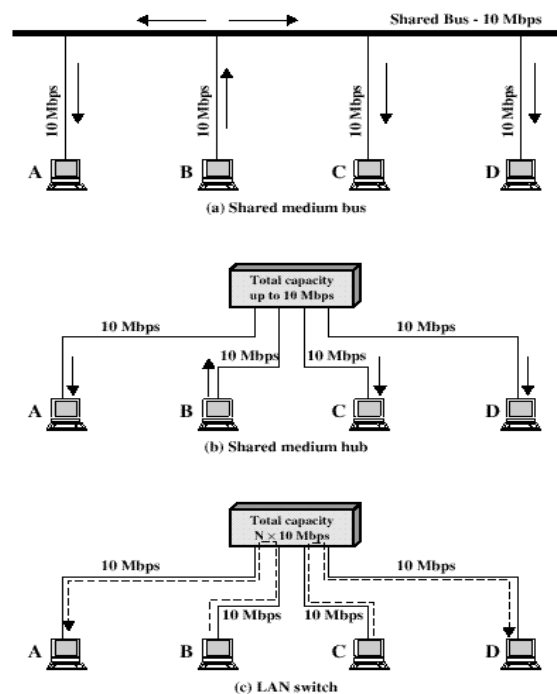 Shared Bus - 10 Mbps
10 Mbps
10 Mbps
10 Mbps
10 Mbps
A
B
C
D
(a) Shared medium bus
Total capacity
up to 10 Mbps
10 Mbps
10 Mbps
10 Mbps
10 Mbps
A
B
C
D
(b) Shared medium hub
Total capacity
N × 10 Mbps
10 Mbps
10 Mbps
10 Mbps
10 Mbps
A
B
C
D
(c) LAN switch